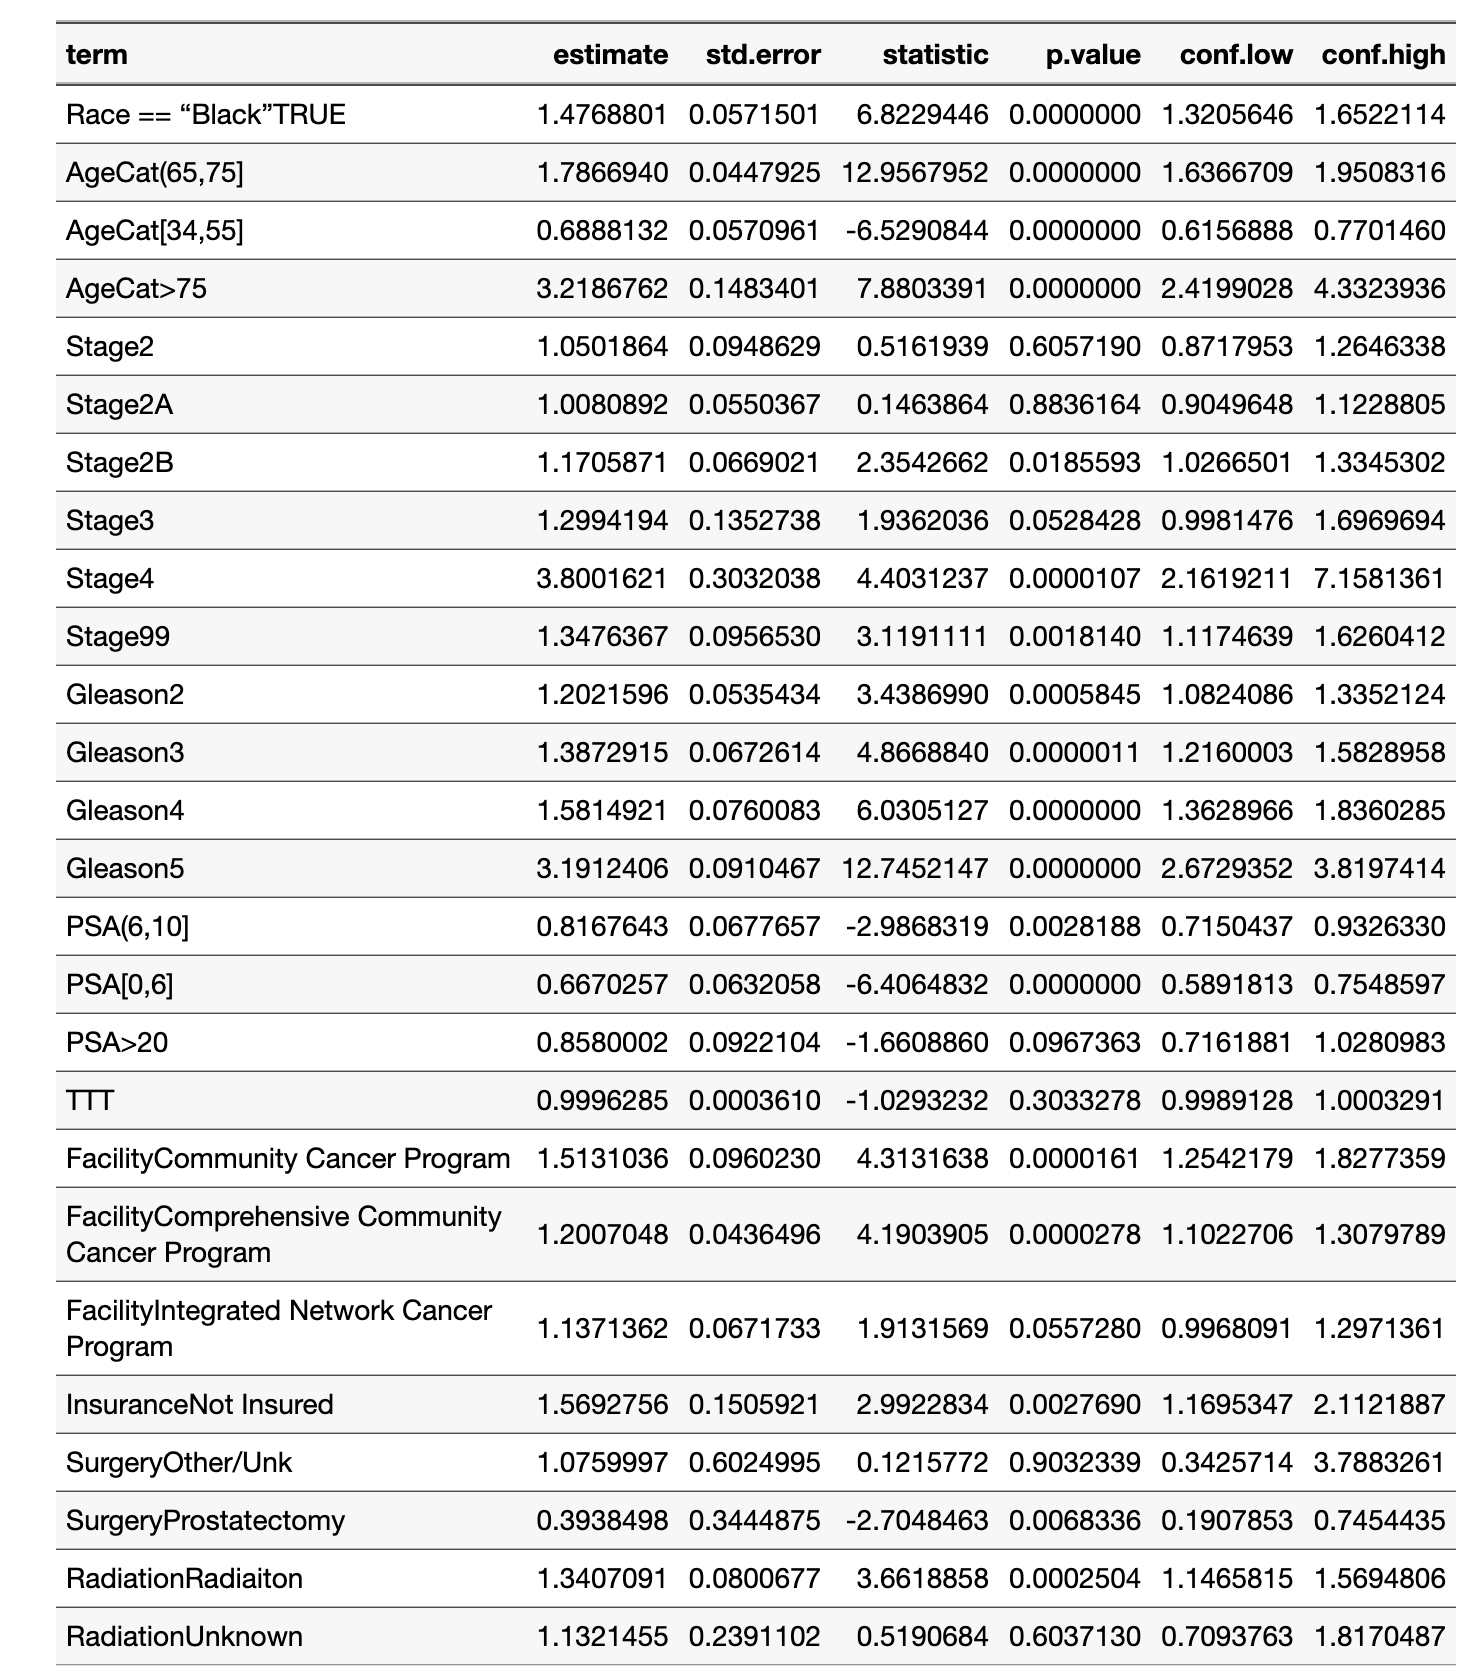 term estimate std.error statistic p.value conf.low conf.high
Race == “Black”TRUE 1.4768801 0.0571501 6.8229446 0.0000000 1.3205646 1.6522114
AgeCat(65,75] 1.7866940 0.0447925 12.9567952 0.0000000 1.6366709 1.9508316
AgeCat[34,55] 0.6888132 0.0570961 -6.5290844 0.0000000 0.6156888 0.7701460
AgeCat>75 3.2186762 0.1483401 7.8803391 0.0000000 2.4199028 4.3323936
Stage2 1.0501864 0.0948629 0.5161939 0.6057190 0.8717953 1.2646338
Stage2A 1.0080892 0.0550367 0.1463864 0.8836164 0.9049648 1.1228805
Stage2B 1.1705871 0.0669021 2.3542662 0.0185593 1.0266501 1.3345302
Stage3 1.2994194 0.1352738 1.9362036 0.0528428 0.9981476 1.6969694
Stage4 3.8001621 0.3032038 4.4031237 0.0000107 2.1619211 7.1581361
Stage99 1.3476367 0.0956530 3.1191111 0.0018140 1.1174639 1.6260412
Gleason2 1.2021596 0.0535434 3.4386990 0.0005845 1.0824086 1.3352124
Gleason3 1.3872915 0.0672614 4.8668840 0.0000011 1.2160003 1.5828958
Gleason4 1.5814921 0.0760083 6.0305127 0.0000000 1.3628966 1.8360285
Gleason5 3.1912406 0.0910467 12.7452147 0.0000000 2.6729352 3.8197414
PSA(6,10] 0.8167643 0.0677657 -2.9868319 0.0028188 0.7150437 0.9326330
PSA[0,6] 0.6670257 0.0632058 -6.4064832 0.0000000 0.5891813 0.7548597
PSA>20 0.8580002 0.0922104 -1.6608860 0.0967363 0.7161881 1.0280983
TTT 0.9996285 0.0003610 -1.0293232 0.3033278 0.9989128 1.0003291
FacilityCommunity Cancer Program 1.5131036 0.0960230 4.3131638 0.0000161 1.2542179 1.8277359
FacilityComprehensive Community
Cancer Program 1.2007048 0.0436496 4.1903905 0.0000278 1.1022706 1.3079789
FacilityIntegrated Network Cancer
Program 1.1371362 0.0671733 1.9131569 0.0557280 0.9968091 1.2971361
InsuranceNot Insured 1.5692756 0.1505921 2.9922834 0.0027690 1.1695347 2.1121887
SurgeryOther/Unk 1.0759997 0.6024995 0.1215772 0.9032339 0.3425714 3.7883261
SurgeryProstatectomy 0.3938498 0.3444875 -2.7048463 0.0068336 0.1907853 0.7454435
RadiationRadiaiton 1.3407091 0.0800677 3.6618858 0.0002504 1.1465815 1.5694806
RadiationUnknown 1.1321455 0.2391102 0.5190684 0.6037130 0.7093763 1.8170487